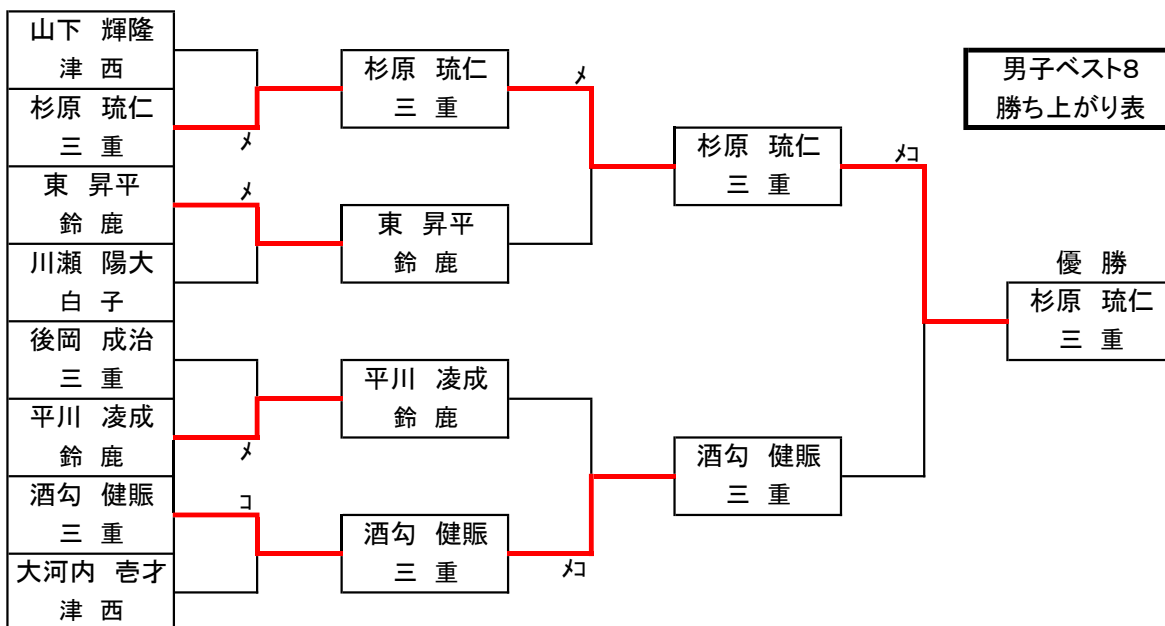 山下 輝隆
津 西
杉原 琉仁
三 重
東 昇平
鈴 鹿
川瀬 陽大
白 子
後岡 成治
三 重
平川 凌成
鈴 鹿
酒勾 健賑
三 重
大河内 壱才
津 西
ﾒ
ﾒ
ﾒ
ｺ
杉原 琉仁
三 重
東 昇平
鈴 鹿
平川 凌成
鈴 鹿
酒勾 健賑
三 重
ﾒ
ﾒｺ
杉原 琉仁
三 重
酒勾 健賑
三 重
ﾒｺ
男子ベスト8
勝ち上がり表
優 勝
杉原 琉仁
三 重